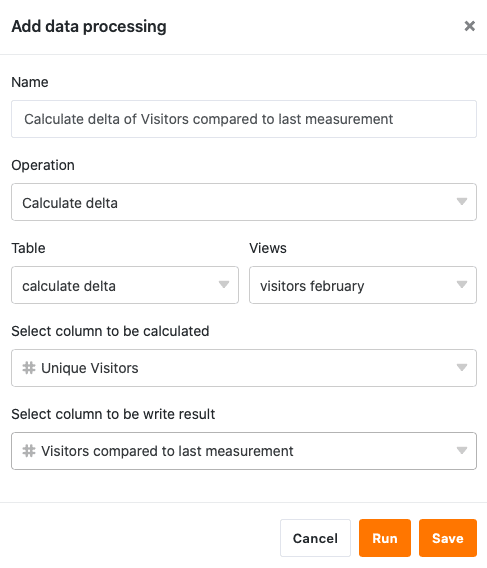 Add data processing
Name
Calculate delta of Visitors compared to last measurement
Operation
Calculate delta
Table Views
calculate delta visitors february
Select column to be calculated
Unique Visitors
Select column to be write result
Visitors compared to last measurement
Cancel Run Save